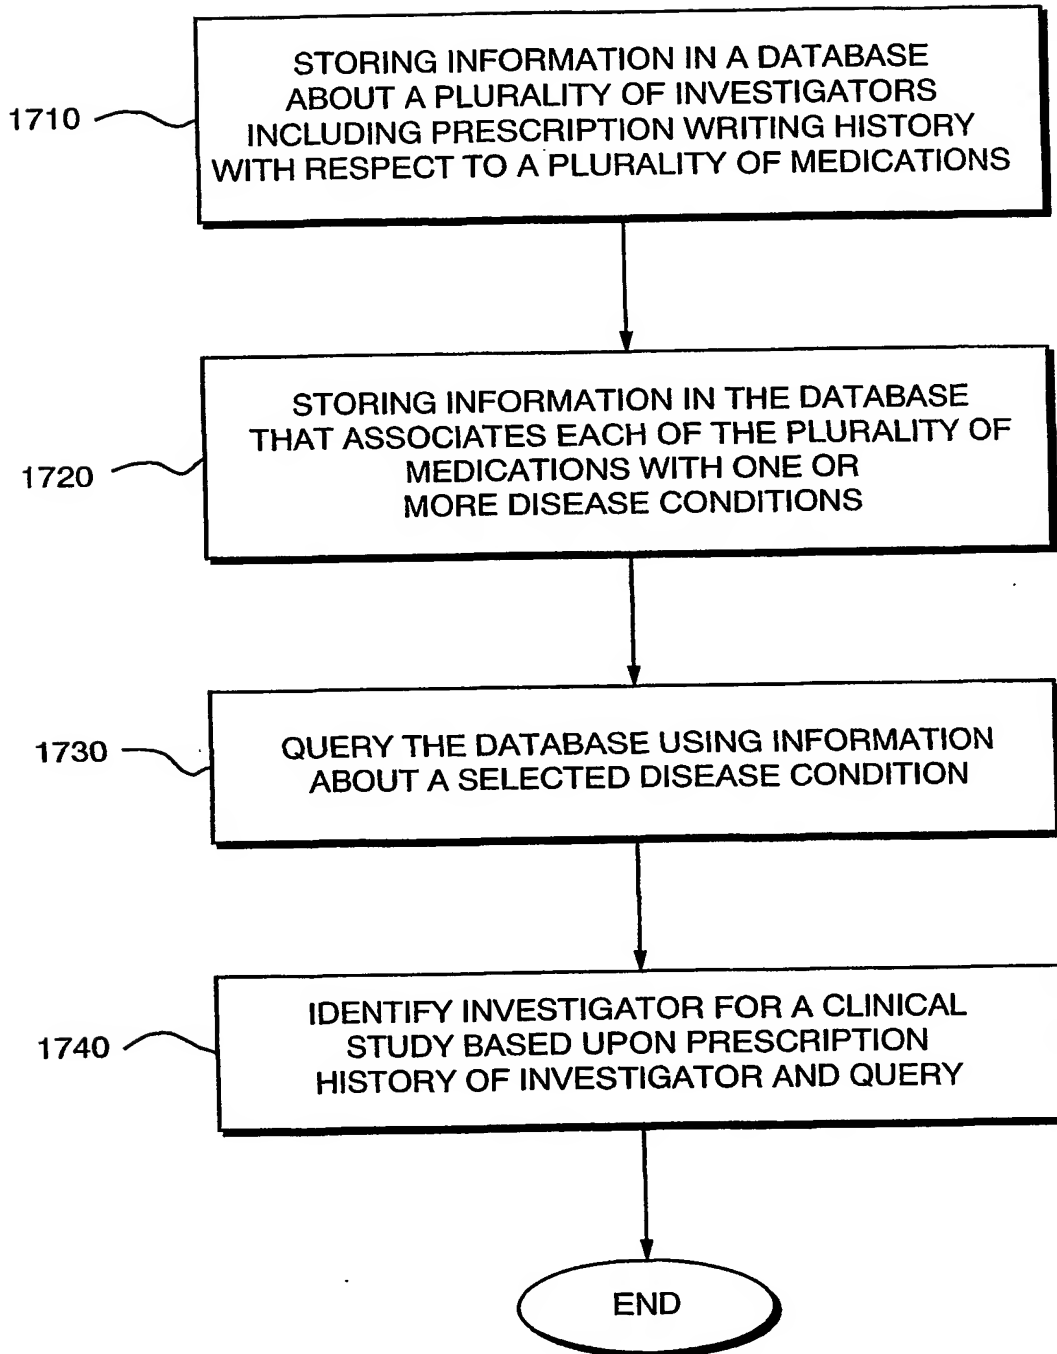 1710
STORING INFORMATION IN A DATABASE
ABOUT A PLURALITY OF INVESTIGATORS
INCLUDING PRESCRIPTION WRITING HISTORY
WITH RESPECT TO A PLURALITY OF MEDICATIONS
1720
STORING INFORMATION IN THE DATABASE
THAT ASSOCIATES EACH OF THE PLURALITY OF
MEDICATIONS WITH ONE OR
MORE DISEASE CONDITIONS
1730
QUERY THE DATABASE USING INFORMATION
ABOUT A SELECTED DISEASE CONDITION
1740
IDENTIFY INVESTIGATOR FOR A CLINICAL
STUDY BASED UPON PRESCRIPTION
HISTORY OF INVESTIGATOR AND QUERY
END